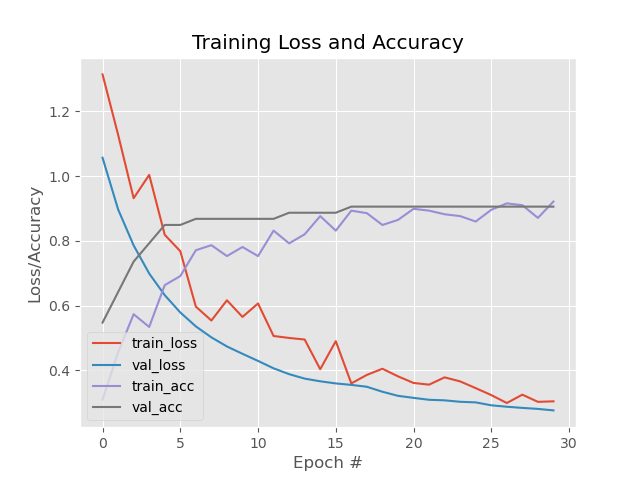 Training Loss and Accuracy
Loss/Accuracy
1.2
1.0
0.8
0.6
0.4
train_loss
val_loss
train_acc
val_acc
0 5 10 15 20 25 30
Epoch #